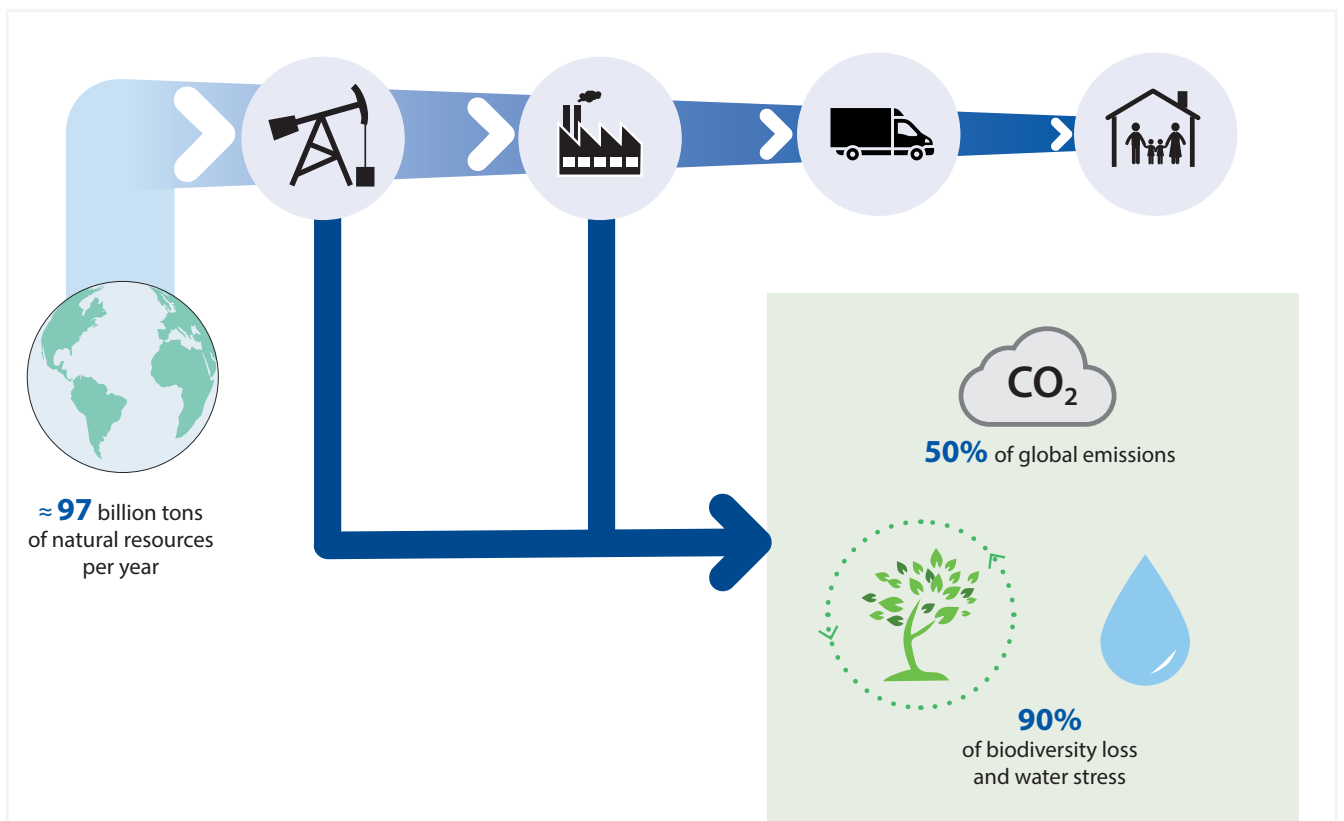 ≈ 97 billion tons
of natural resources
per year
CO₂
50% of global emissions
90%
of biodiversity loss
and water stress